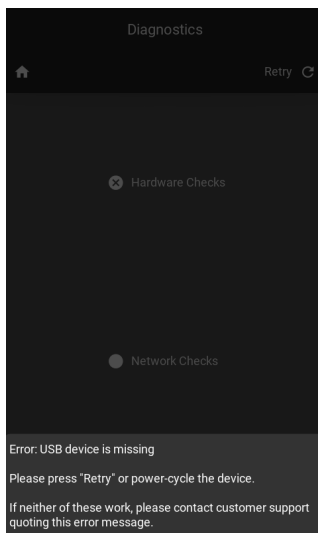 Diagnostics
Retry
Hardware Checks
Network Checks
Error: USB device is missing
Please press "Retry" or power-cycle the device.
If neither of these work, please contact customer support
quoting this error message.